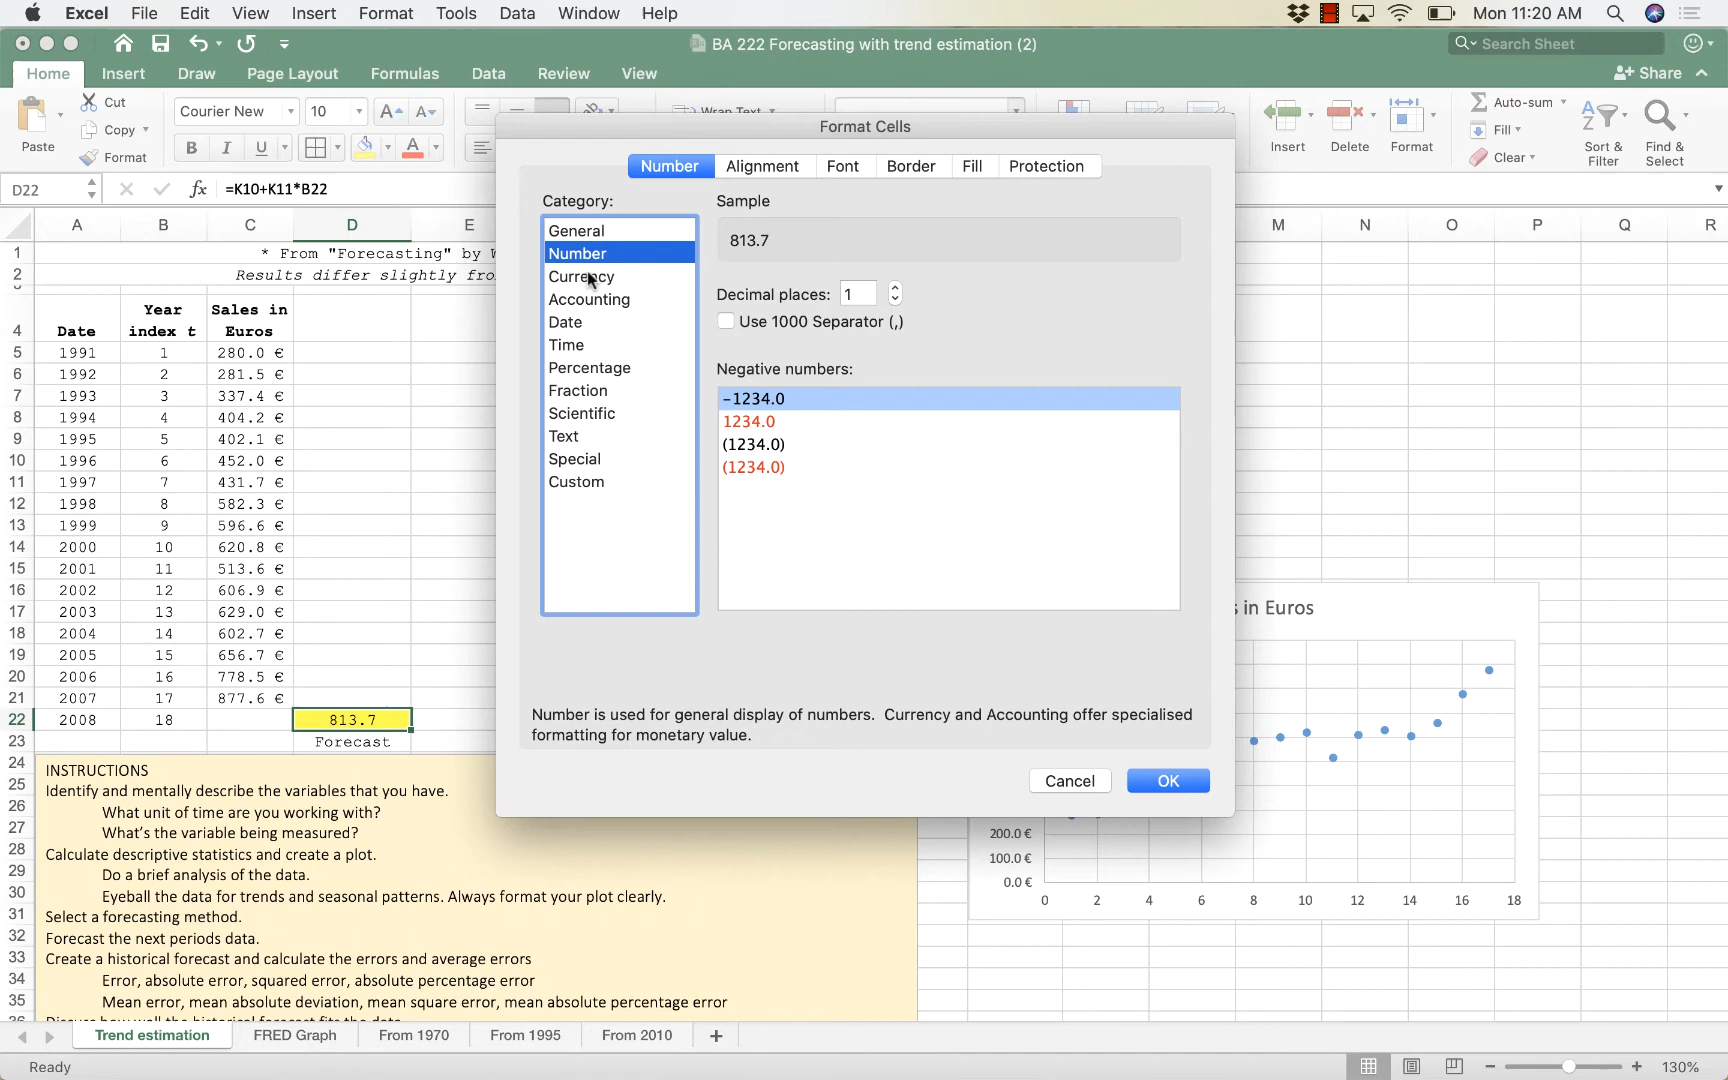 Excel File Edit View Insert Format Tools Data Window Help Mon 11:20 AM
BA 222 Forecasting with trend estimation (2)
Search Sheet
Home Insert Draw Page Layout Formulas Data Review View Share
Paste Cut Copy Format
Courier New 10
B I U A
Wrap Text
Insert Delete Format
Auto-sum Fill Clear
Sort & Filter
Find & Select
D22 fx =K10+K11*B22
A B C D E M N O P Q R
1 * From "Forecasting" by
2 Results differ slightly fro
4 Date Year index t Sales in Euros
5 1991 1 280.0 €
6 1992 2 281.5 €
7 1993 3 337.4 €
8 1994 4 404.2 €
9 1995 5 402.1 €
10 1996 6 452.0 €
11 1997 7 431.7 €
12 1998 8 582.3 €
13 1999 9 596.6 €
14 2000 10 620.8 €
15 2001 11 513.6 €
16 2002 12 606.9 €
17 2003 13 629.0 €
18 2004 14 602.7 €
19 2005 15 656.7 €
20 2006 16 778.5 €
21 2007 17 877.6 €
22 2008 18 813.7
23 Forecast
24 INSTRUCTIONS
25 Identify and mentally describe the variables that you have.
26 What unit of time are you working with?
27 What's the variable being measured?
28 Calculate descriptive statistics and create a plot.
29 Do a brief analysis of the data.
30 Eyeball the data for trends and seasonal patterns. Always format your plot clearly.
31 Select a forecasting method.
32 Forecast the next periods data.
33 Create a historical forecast and calculate the errors and average errors
34 Error, absolute error, squared error, absolute percentage error
35 Mean error, mean absolute deviation, mean square error, mean absolute percentage error
Format Cells
Number Alignment Font Border Fill Protection
Category:
General
Number
Currency
Accounting
Date
Time
Percentage
Fraction
Scientific
Text
Special
Custom
Sample
813.7
Decimal places: 1
Use 1000 Separator (,)
Negative numbers:
-1234.0
1234.0
(1234.0)
(1234.0)
Number is used for general display of numbers. Currency and Accounting offer specialised
formatting for monetary value.
Cancel OK
in Euros
200.0 €
100.0 €
0.0 €
0 2 4 6 8 10 12 14 16 18
Trend estimation FRED Graph From 1970 From 1995 From 2010 +
Ready 130%